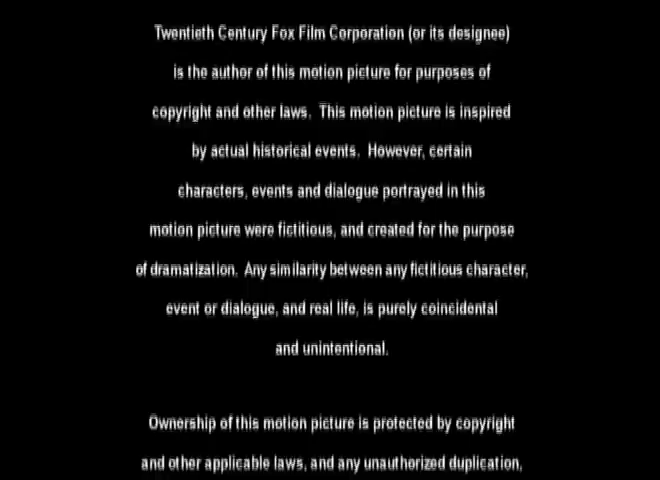 Twentieth Century Fox Film Corporation (or its designee)
is the author of this motion picture for purposes of
copyright and other laws. This motion picture is inspired
by actual historical events. However, certain
characters, events and dialogue portrayed in this
motion picture were fictitious, and created for the purpose
of dramatization. Any similarity between any fictitious character,
event or dialogue, and real life, is purely coincidental
and unintentional.
Ownership of this motion picture is protected by copyright
and other applicable laws, and any unauthorized duplication,